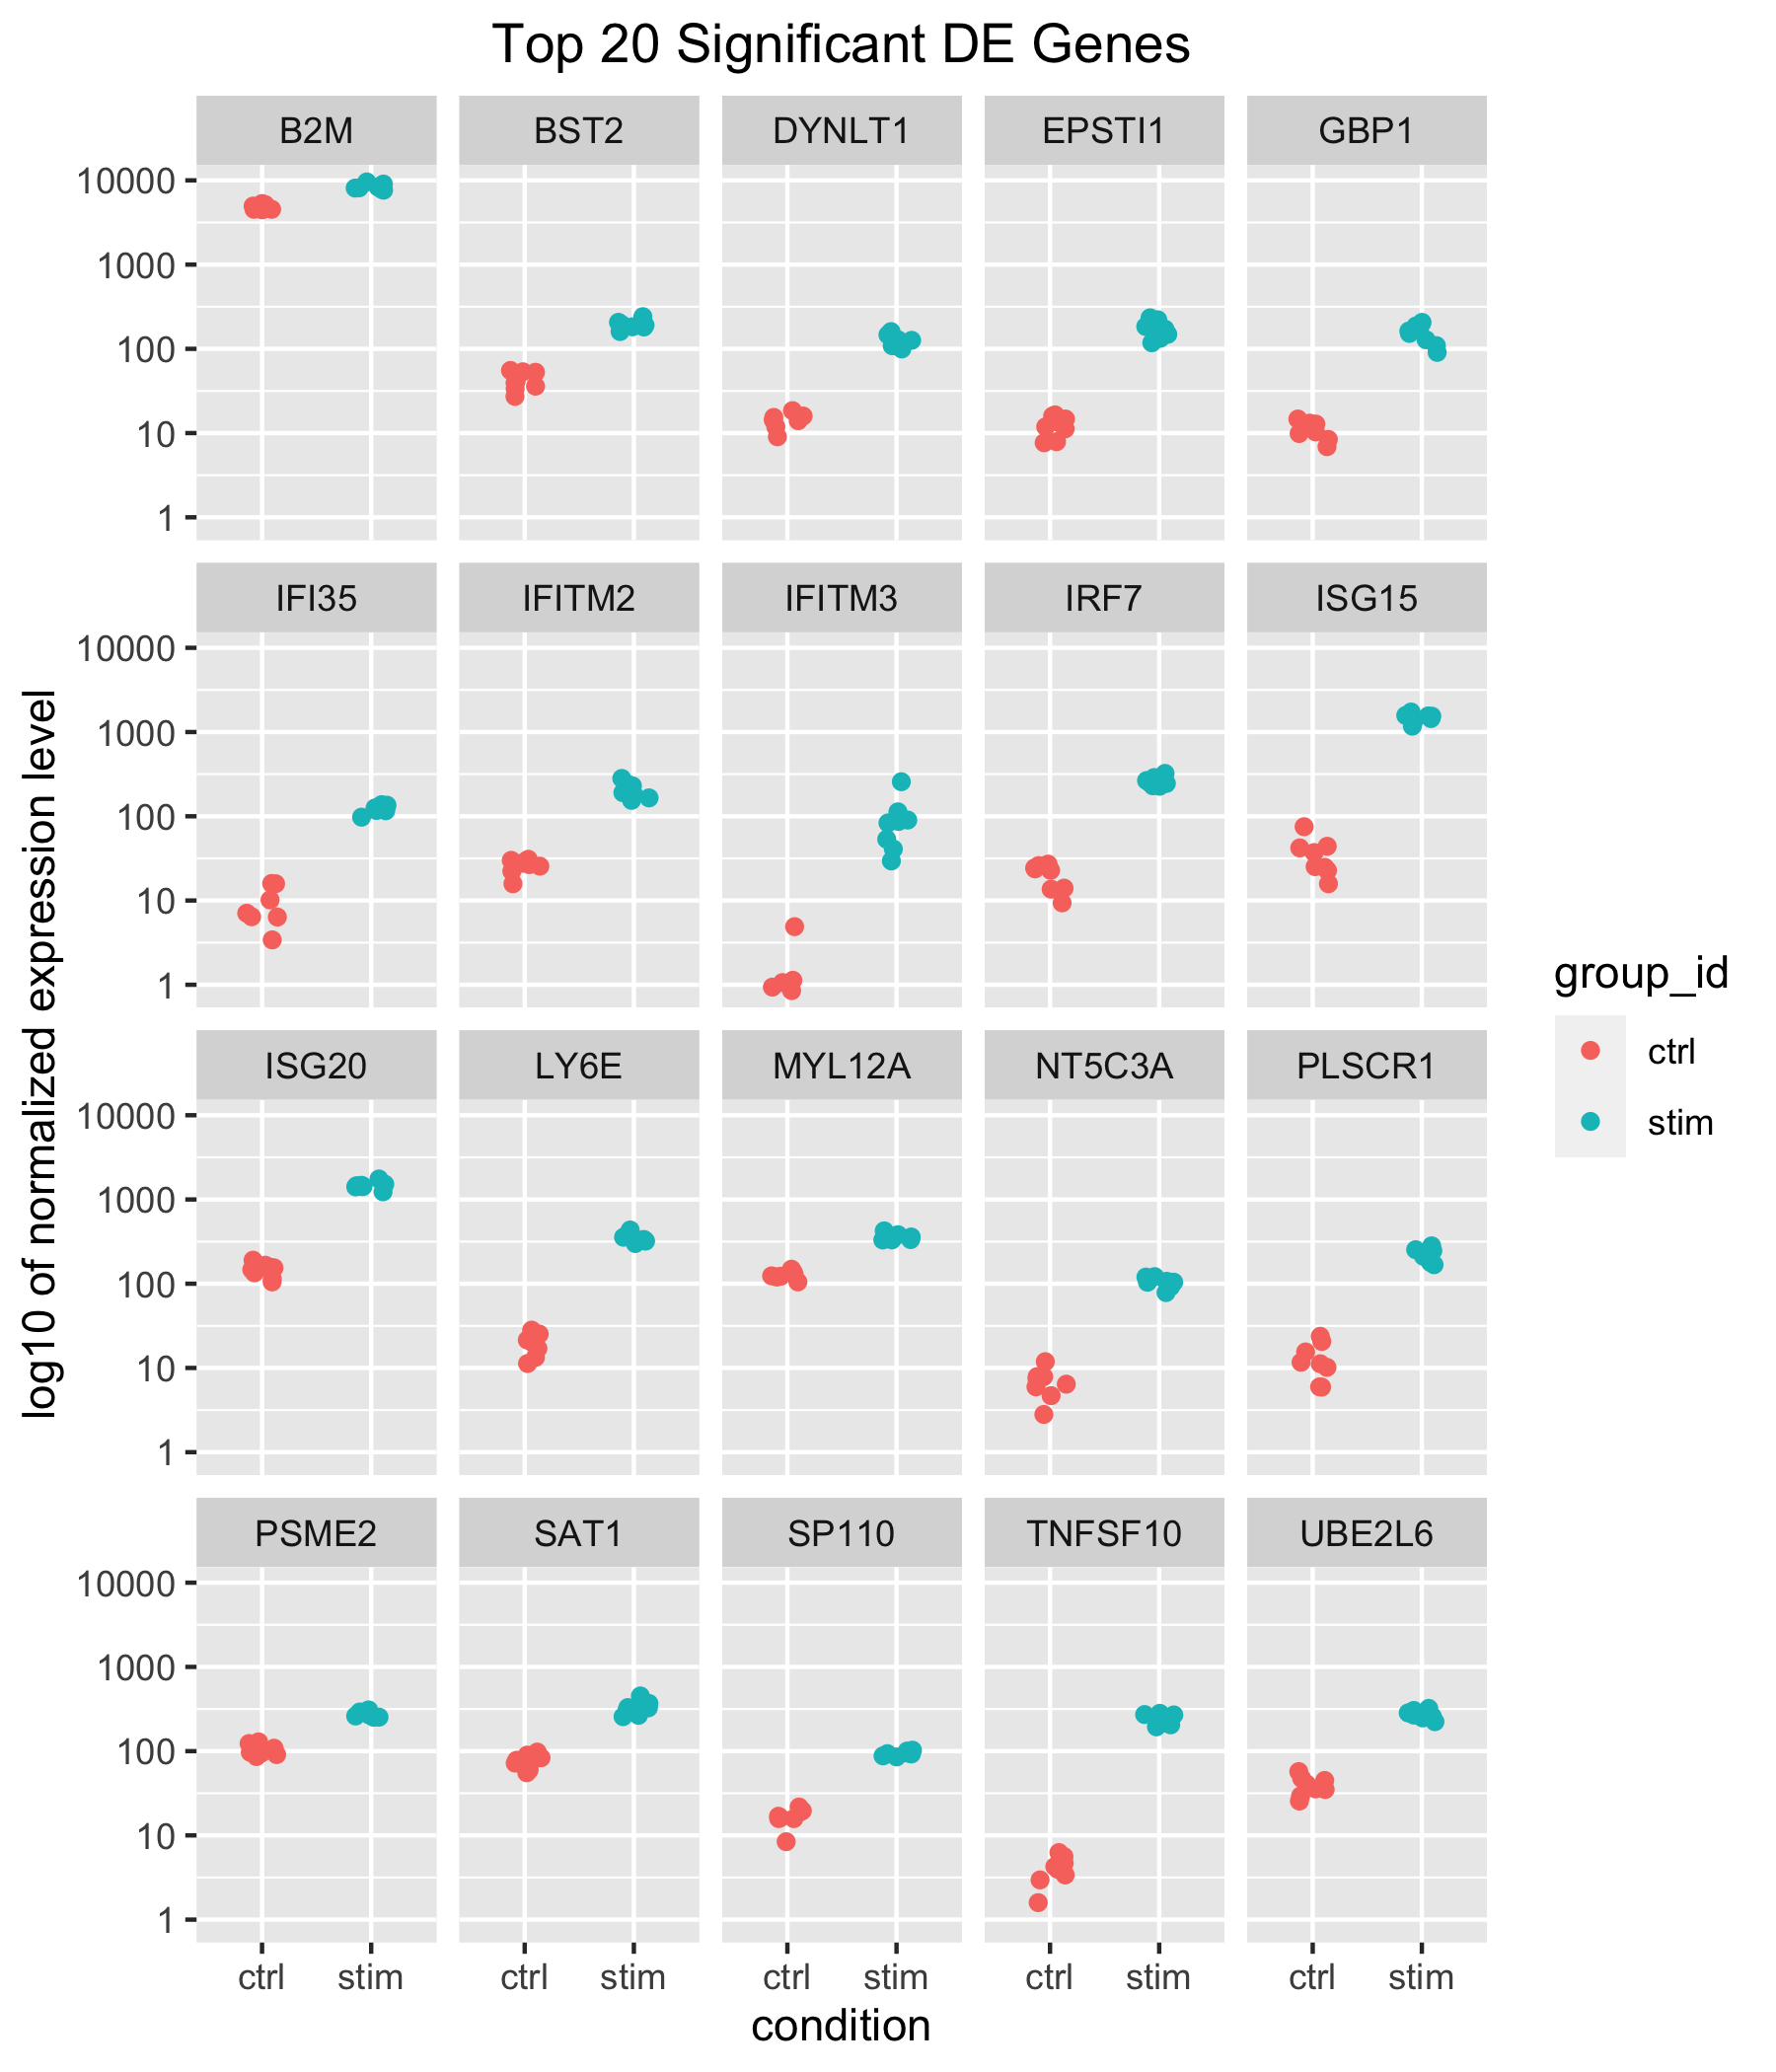 Top 20 Significant DE Genes
B2M BST2 DYNLT1 EPSTI1 GBP1
10000
1000
100
10
1
IFI35 IFITM2 IFITM3 IRF7 ISG15
10000
1000
100
10
1
ISG20 LY6E MYL12A NT5C3A PLSCR1
10000
1000
100
10
1
PSME2 SAT1 SP110 TNFSF10 UBE2L6
10000
1000
100
10
1
ctrl stim ctrl stim ctrl stim ctrl stim ctrl stim
condition
log10 of normalized expression level
group_id
ctrl
stim